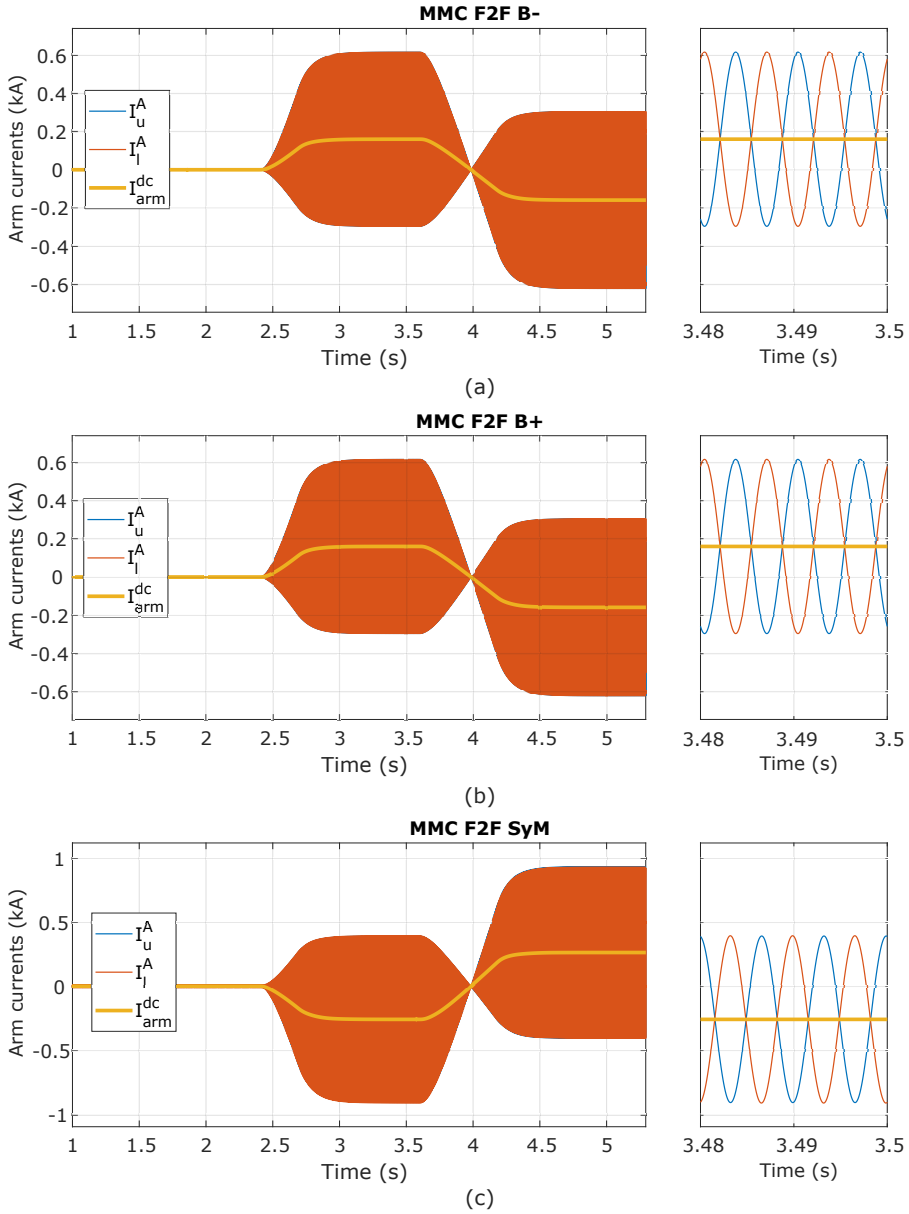 MMC F2F B-
Arm currents (kA)
0.6
0.4
0.2
0
-0.2
-0.4
-0.6
I_u^A
I_l^A
I_arm^dc
1 1.5 2 2.5 3 3.5 4 4.5 5
Time (s)
3.48 3.49 3.5
Time (s)
(a)
MMC F2F B+
Arm currents (kA)
0.6
0.4
0.2
0
-0.2
-0.4
-0.6
I_u^A
I_l^A
I_arm^dc
1 1.5 2 2.5 3 3.5 4 4.5 5
Time (s)
3.48 3.49 3.5
Time (s)
(b)
MMC F2F SyM
Arm currents (kA)
1
0.5
0
-0.5
-1
I_u^A
I_l^A
I_arm^dc
1 1.5 2 2.5 3 3.5 4 4.5 5
Time (s)
3.48 3.49 3.5
Time (s)
(c)